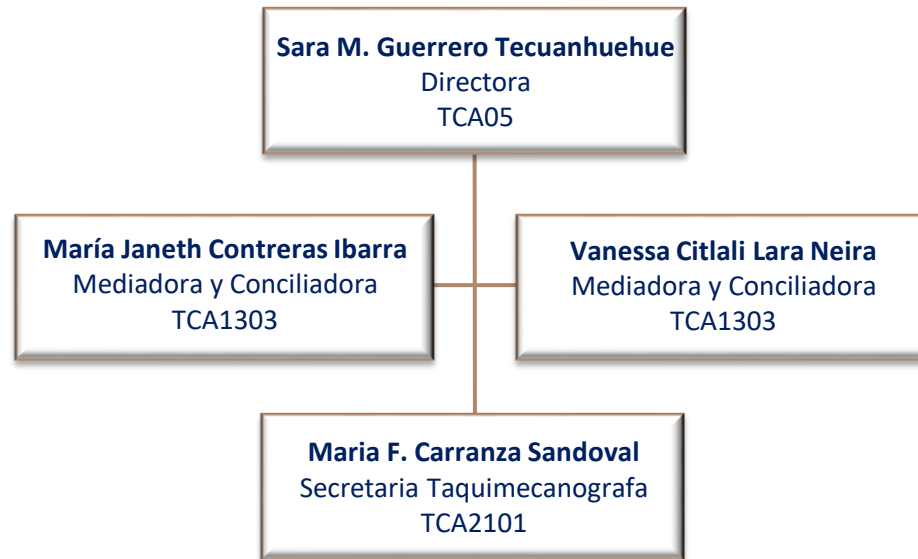 Sara M. Guerrero Tecuanhuehue
Directora
TCA05
María Janeth Contreras Ibarra
Mediadora y Conciliadora
TCA1303
Vanessa Citlali Lara Neira
Mediadora y Conciliadora
TCA1303
Maria F. Carranza Sandoval
Secretaria Taquimecanografa
TCA2101